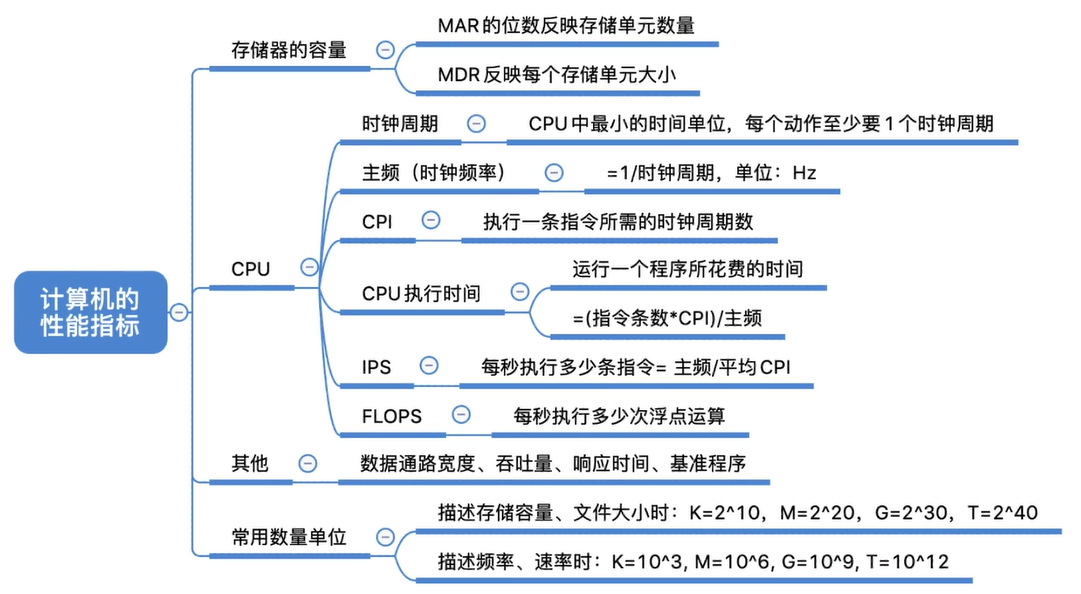 计算机的
性能指标
存储器的容量
MAR的位数反映存储单元数量
MDR反映每个存储单元大小
CPU
时钟周期
CPU中最小的时间单位，每个动作至少要1个时钟周期
主频（时钟频率）
=1/时钟周期，单位：Hz
CPI
执行一条指令所需的时钟周期数
CPU执行时间
运行一个程序所花费的时间
=(指令条数*CPI)/主频
IPS
每秒执行多少条指令= 主频/平均CPI
FLOPS
每秒执行多少次浮点运算
其他
数据通路宽度、吞吐量、响应时间、基准程序
常用数量单位
描述存储容量、文件大小时：K=2^10，M=2^20，G=2^30，T=2^40
描述频率、速率时：K=10^3, M=10^6, G=10^9, T=10^12